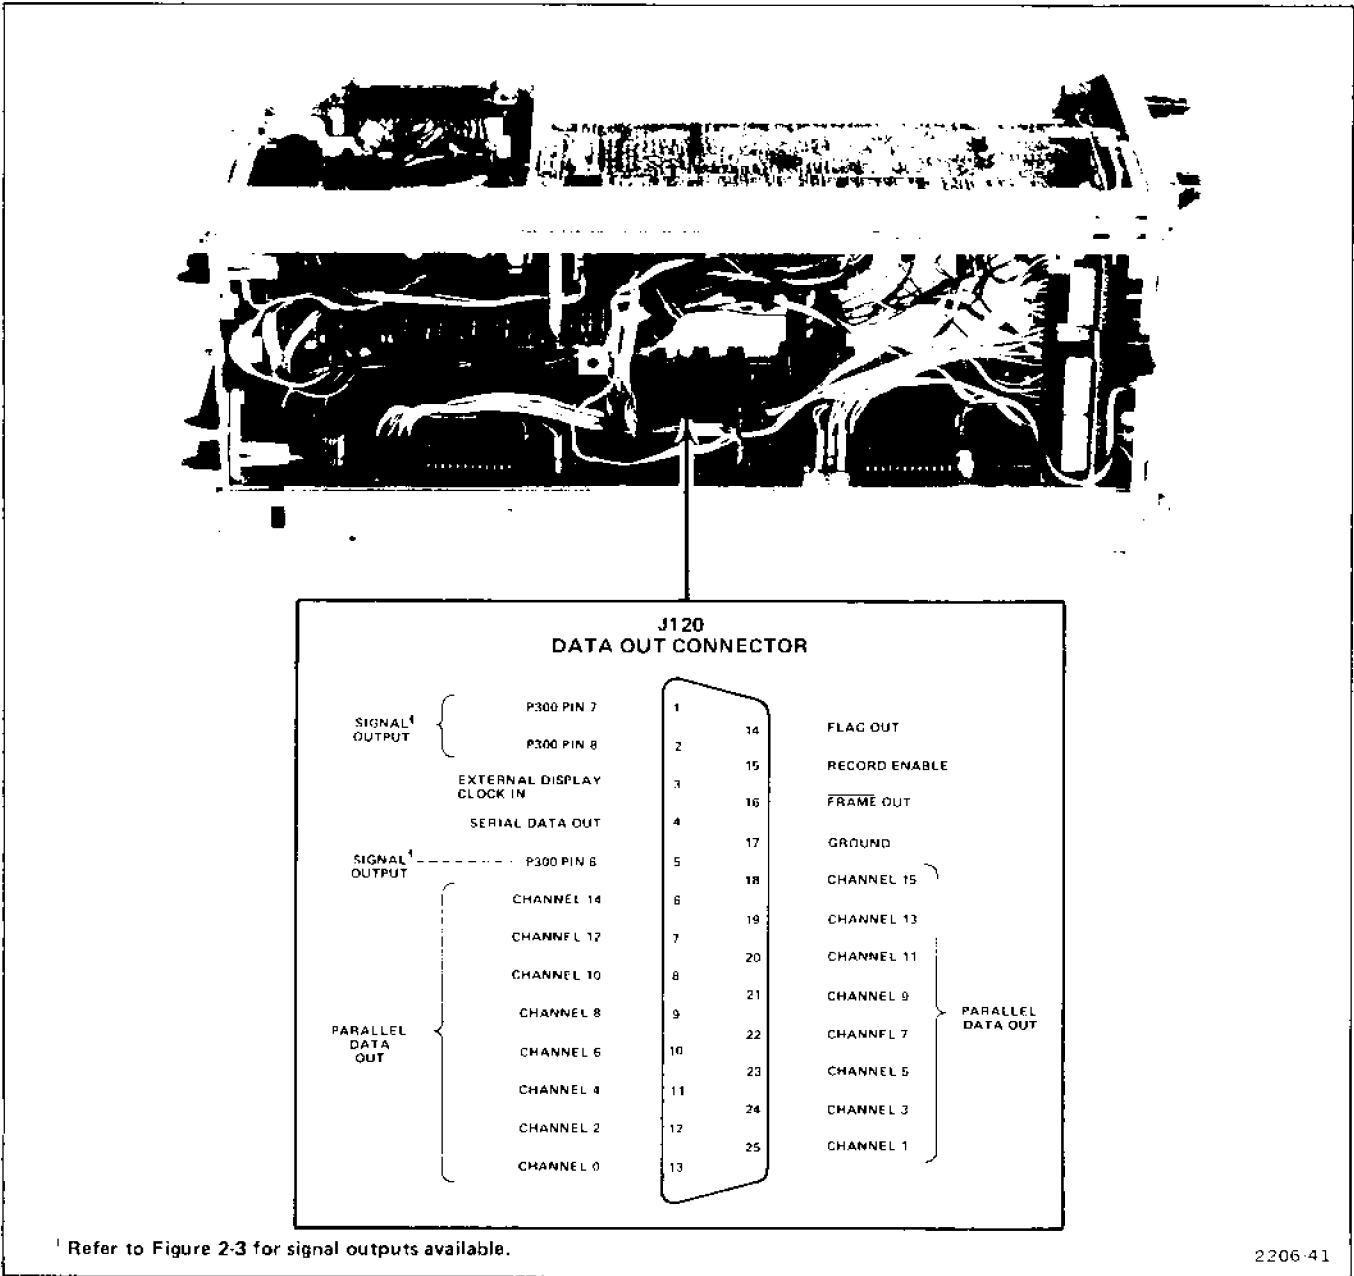 J120
DATA OUT CONNECTOR
SIGNAL¹
OUTPUT
P300 PIN 7
1
P300 PIN 8
2
EXTERNAL DISPLAY
CLOCK IN
3
SERIAL DATA OUT
4
SIGNAL¹
OUTPUT
P300 PIN 6
5
PARALLEL
DATA
OUT
CHANNEL 14
6
CHANNEL 12
7
CHANNEL 10
8
CHANNEL 8
9
CHANNEL 6
10
CHANNEL 4
11
CHANNEL 2
12
CHANNEL 0
13
14
FLAG OUT
15
RECORD ENABLE
16
FRAME OUT
17
GROUND
18
CHANNEL 15
19
CHANNEL 13
20
CHANNEL 11
21
CHANNEL 9
22
CHANNEL 7
23
CHANNEL 5
24
CHANNEL 3
25
CHANNEL 1
PARALLEL
DATA OUT
¹ Refer to Figure 2-3 for signal outputs available.
2206-41